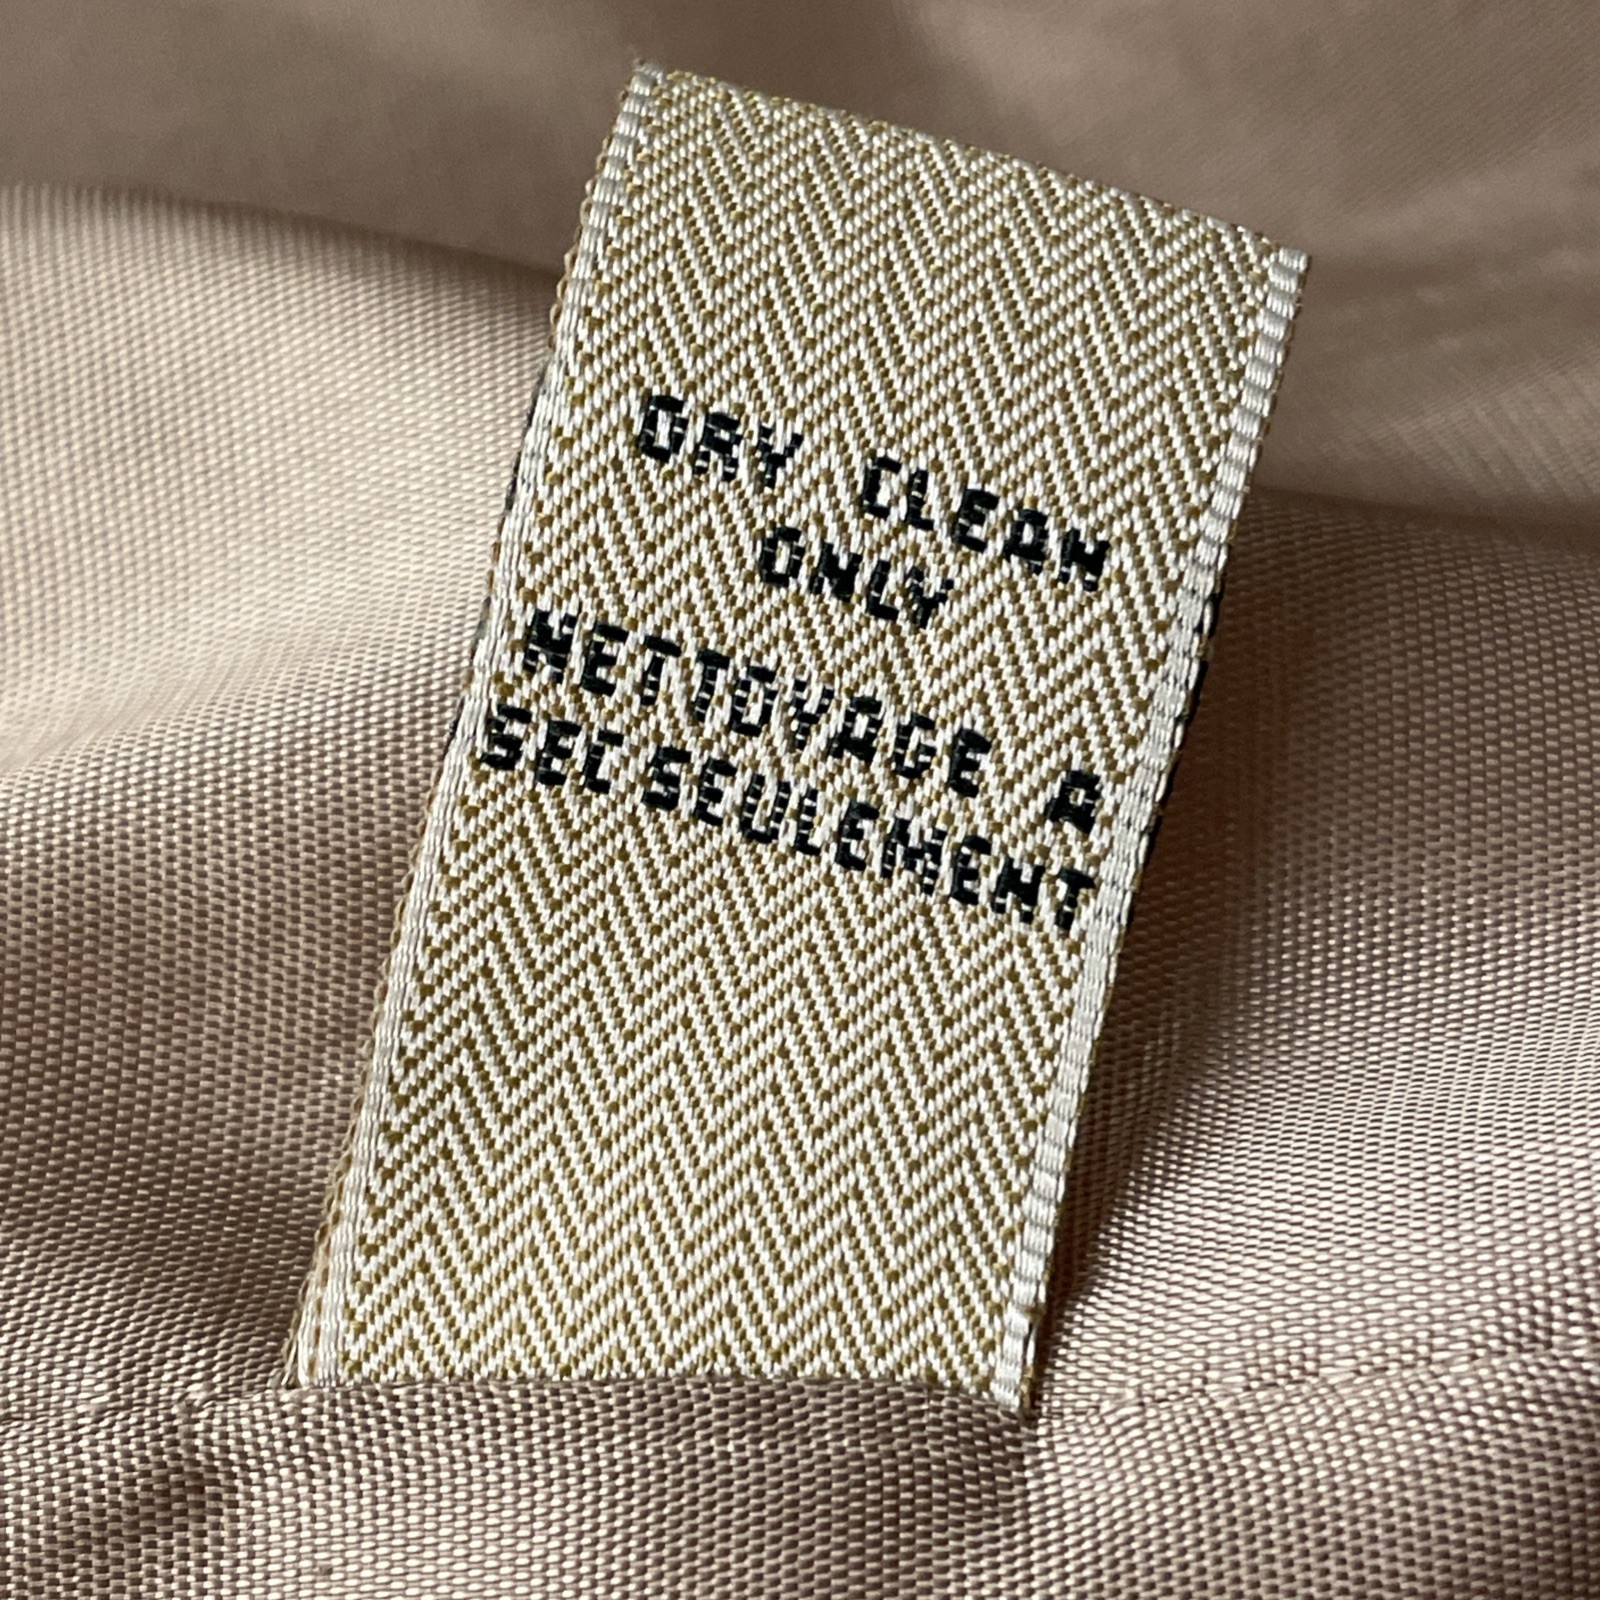 DRY CLEAN
ONLY
NETTOYAGE A
SEC SEULEMENT